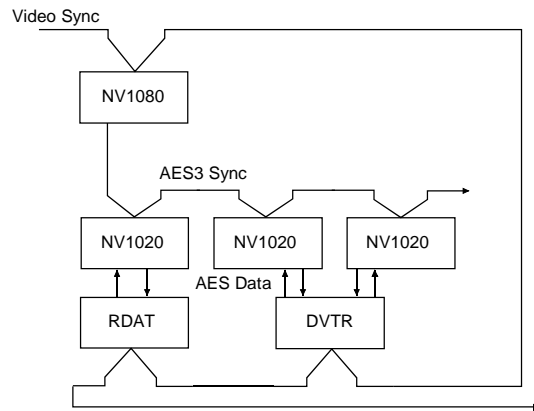 Video Sync
NV1080
AES3 Sync
NV1020
NV1020
NV1020
AES Data
RDAT
DVTR